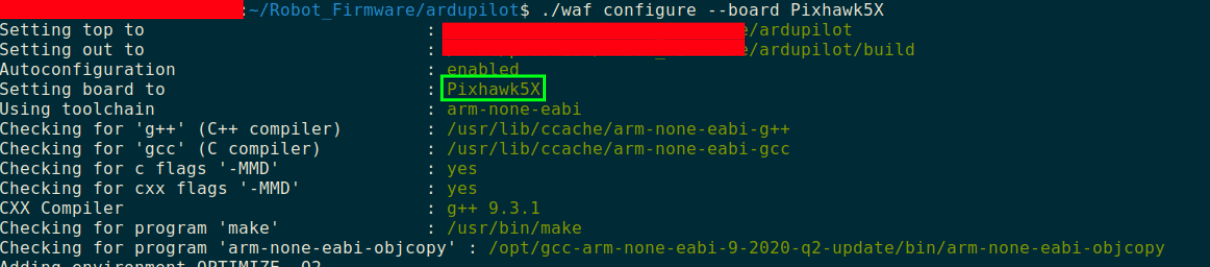 :~/Robot_Firmware/ardupilot$ ./waf configure --board Pixhawk5X
Setting top to : e/ardupilot
Setting out to : e/ardupilot/build
Autoconfiguration : enabled
Setting board to : Pixhawk5X
Using toolchain : arm-none-eabi
Checking for 'g++' (C++ compiler) : /usr/lib/ccache/arm-none-eabi-g++
Checking for 'gcc' (C compiler) : /usr/lib/ccache/arm-none-eabi-gcc
Checking for c flags '-MMD' : yes
Checking for cxx flags '-MMD' : yes
CXX Compiler : g++ 9.3.1
Checking for program 'make' : /usr/bin/make
Checking for program 'arm-none-eabi-objcopy' : /opt/gcc-arm-none-eabi-9-2020-q2-update/bin/arm-none-eabi-objcopy
Adding environment OPTIMIZE -O2